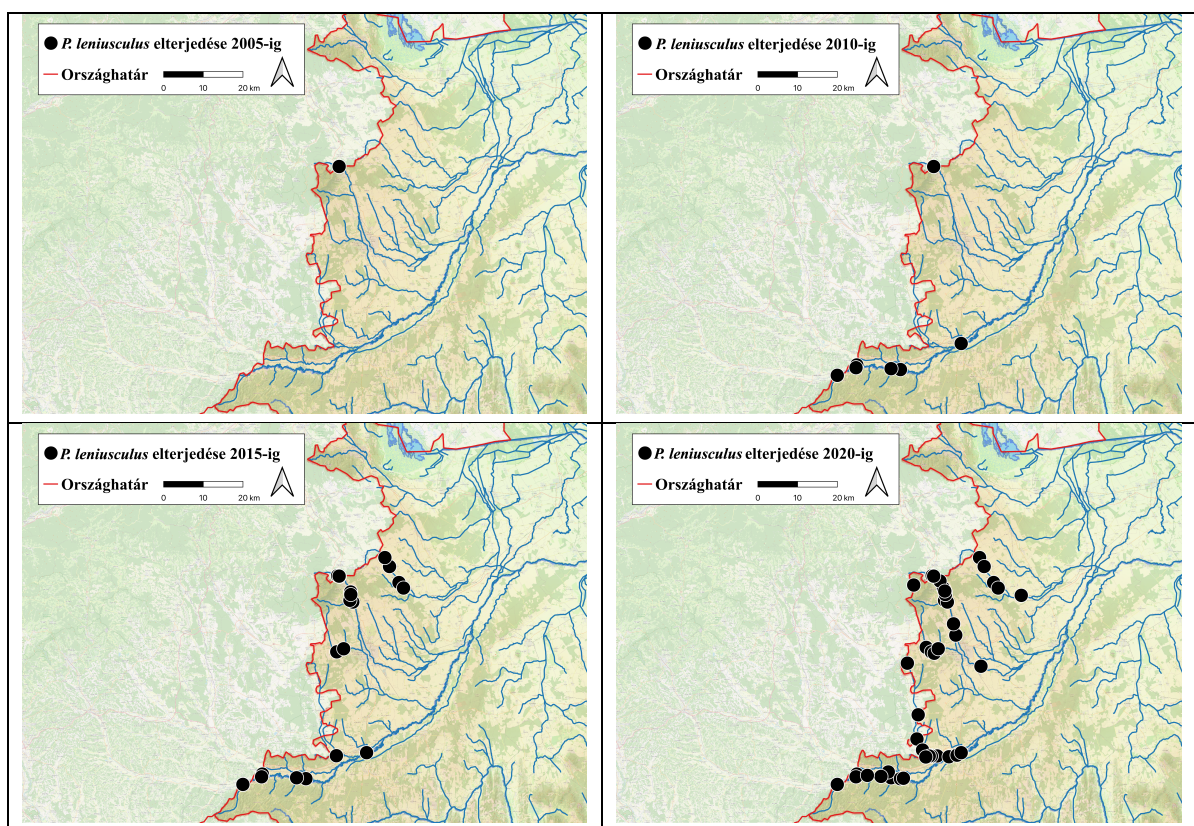 P. leniusculus elterjedése 2005-ig
Országhatár
0 10 20 km
P. leniusculus elterjedése 2010-ig
Országhatár
0 10 20 km
P. leniusculus elterjedése 2015-ig
Országhatár
0 10 20 km
P. leniusculus elterjedése 2020-ig
Országhatár
0 10 20 km